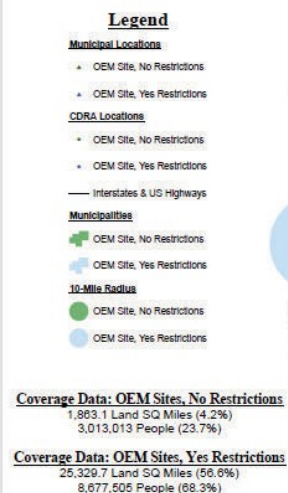 Legend
Municipal Locations
OEM Site, No Restrictions
OEM Site, Yes Restrictions
CDRA Locations
OEM Site, No Restrictions
OEM Site, Yes Restrictions
Interstates & US Highways
Municipalities
OEM Site, No Restrictions
OEM Site, Yes Restrictions
10-Mile Radius
OEM Site, No Restrictions
OEM Site, Yes Restrictions
Coverage Data: OEM Sites, No Restrictions
1,863.1 Land SQ Miles (4.2%)
3,013,013 People (23.7%)
Coverage Data: OEM Sites, Yes Restrictions
25,329.7 Land SQ Miles (56.6%)
8,677,505 People (68.3%)